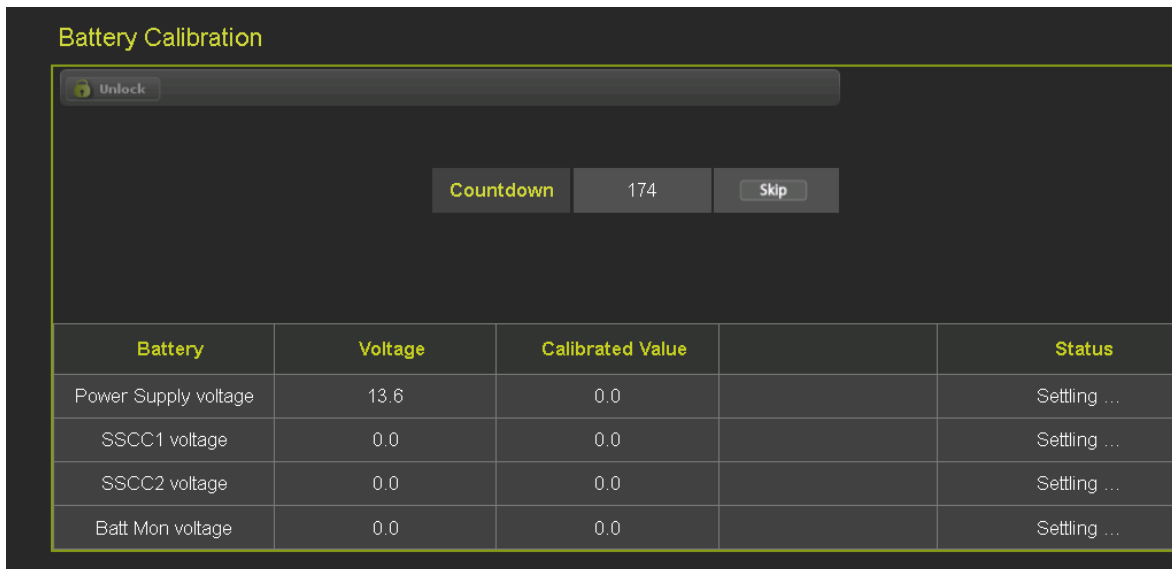 Battery Calibration
Unlock
Countdown 174 Skip
Battery Voltage Calibrated Value Status
Power Supply voltage 13.6 0.0 Settling ...
SSCC1 voltage 0.0 0.0 Settling ...
SSCC2 voltage 0.0 0.0 Settling ...
Batt Mon voltage 0.0 0.0 Settling ...